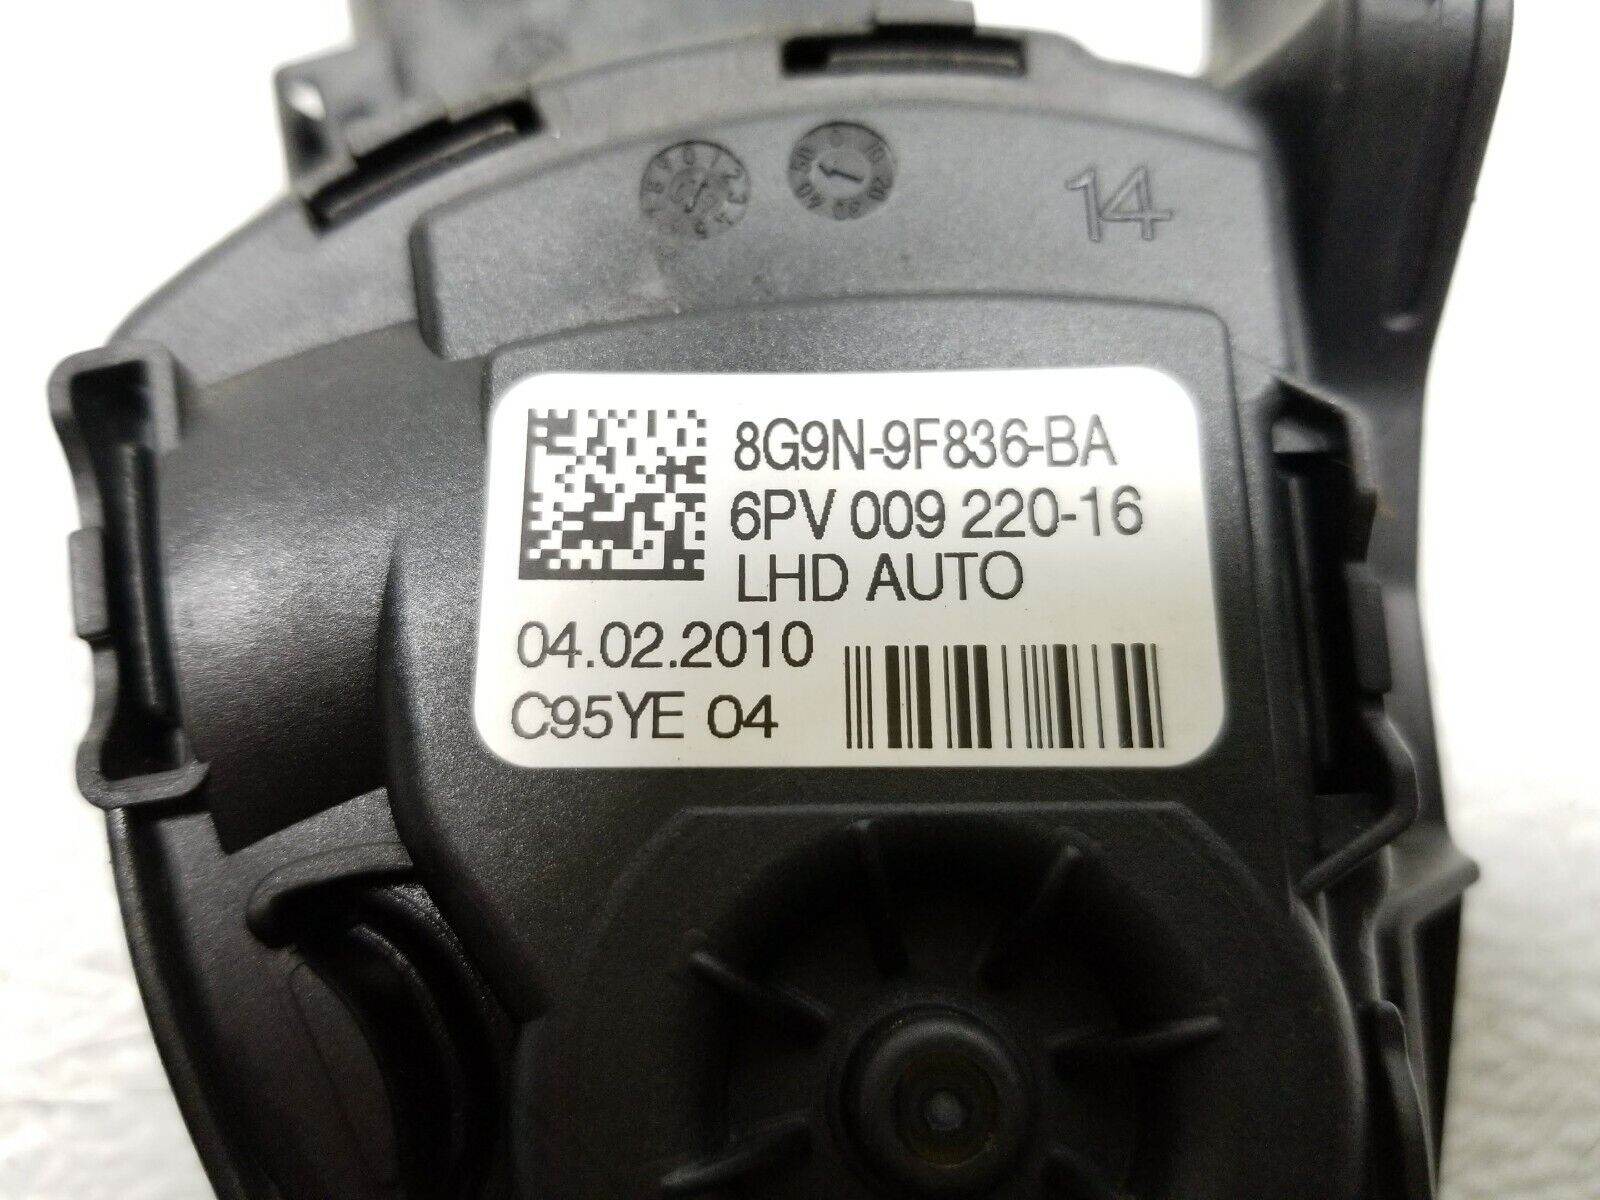 14
8G9N-9F836-BA
6PV 009 220-16
LHD AUTO
04.02.2010
C95YE 04